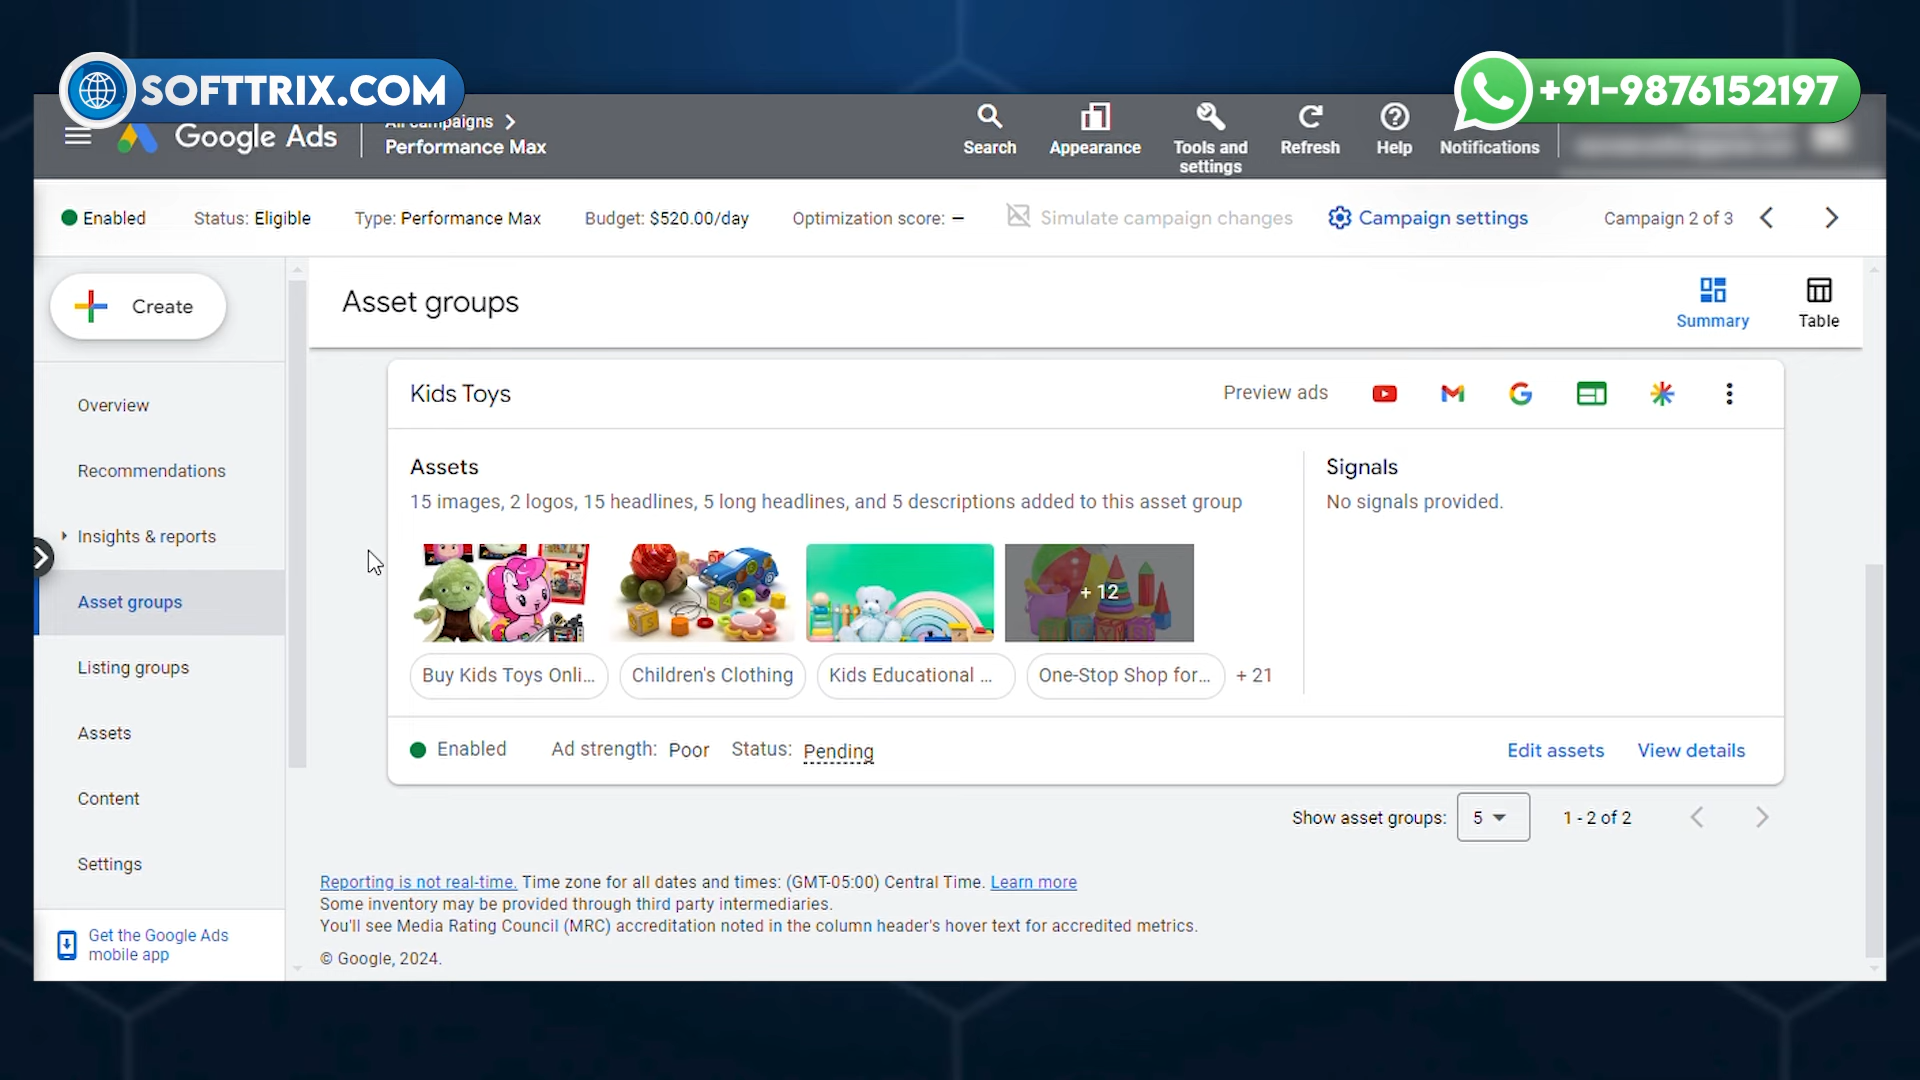 SOFTTRIX.COM
+91-9876152197
All campaigns
Google Ads
Performance Max
Search
Appearance
Tools and
settings
Refresh
Help
Notifications
Enabled
Status: Eligible
Type: Performance Max
Budget: $520.00/day
Optimization score: –
Simulate campaign changes
Campaign settings
Campaign 2 of 3
Create
Asset groups
Summary
Table
Overview
Recommendations
Insights & reports
Asset groups
Listing groups
Assets
Content
Settings
Get the Google Ads
mobile app
Kids Toys
Preview ads
Assets
15 images, 2 logos, 15 headlines, 5 long headlines, and 5 descriptions added to this asset group
Signals
No signals provided.
+ 12
Buy Kids Toys Onli...
Children's Clothing
Kids Educational ...
One-Stop Shop for...
+ 21
Enabled
Ad strength: Poor
Status: Pending
Edit assets
View details
Show asset groups: 5
1 - 2 of 2
Reporting is not real-time. Time zone for all dates and times: (GMT-05:00) Central Time. Learn more
Some inventory may be provided through third party intermediaries.
You'll see Media Rating Council (MRC) accreditation noted in the column header's hover text for accredited metrics.
© Google, 2024.